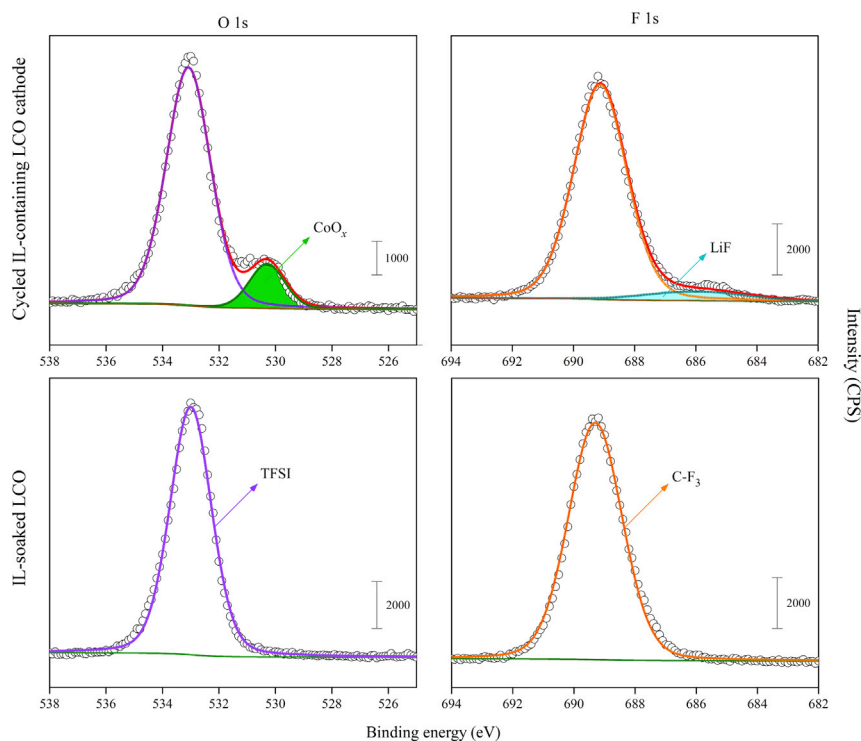 O 1s
F 1s
Cycled IL-containing LCO cathode
CoOx
1000
LiF
2000
538 536 534 532 530 528 526
694 692 690 688 686 684 682
Intensity (CPS)
IL-soaked LCO
TFSI
2000
C-F3
2000
538 536 534 532 530 528 526
694 692 690 688 686 684 682
Binding energy (eV)